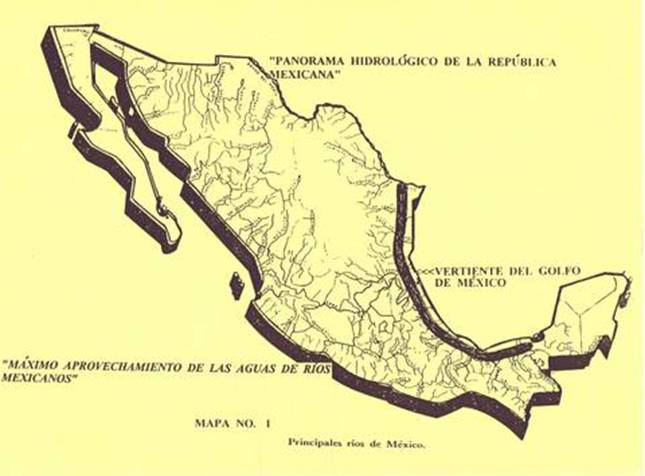 "PANORAMA HIDROLÓGICO DE LA REPÚBLICA
MEXICANA"
<<<VERTIENTE DEL GOLFO
DE MÉXICO
"MÁXIMO APROVECHAMIENTO DE LAS AGUAS DE RÍOS
MEXICANOS"
MAPA NO. 1
Principales ríos de México.